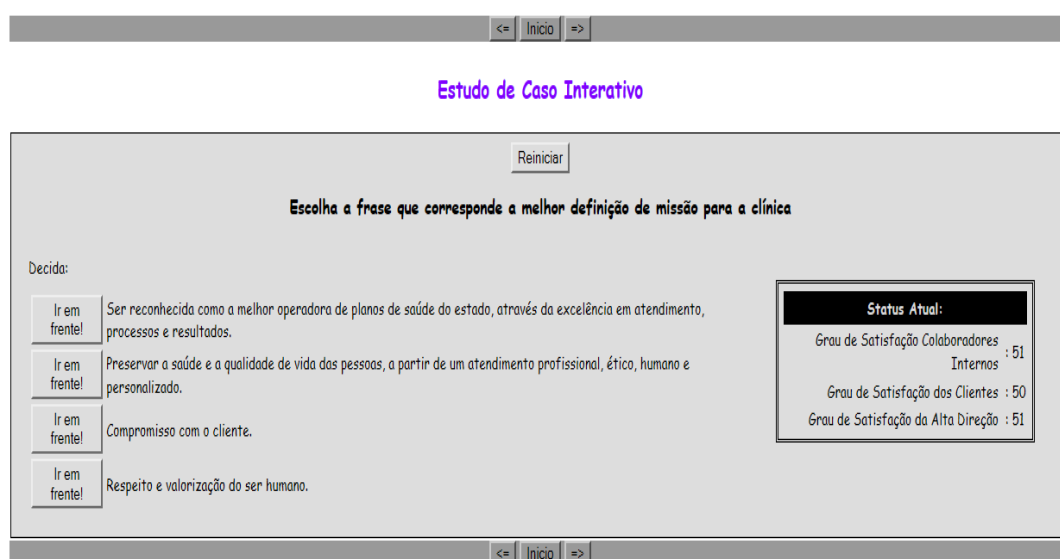 <= Inicio =>
Estudo de Caso Interativo
Reiniciar
Escolha a frase que corresponde a melhor definição de missão para a clínica
Decida:
Ir em
frente!
Ser reconhecida como a melhor operadora de planos de saúde do estado, através da excelência em atendimento,
processos e resultados.
Ir em
frente!
Preservar a saúde e a qualidade de vida das pessoas, a partir de um atendimento profissional, ético, humano e
personalizado.
Ir em
frente!
Compromisso com o cliente.
Ir em
frente!
Respeito e valorização do ser humano.
Status Atual:
Grau de Satisfação Colaboradores
Internos : 51
Grau de Satisfação dos Clientes : 50
Grau de Satisfação da Alta Direção : 51
<= Inicio =>